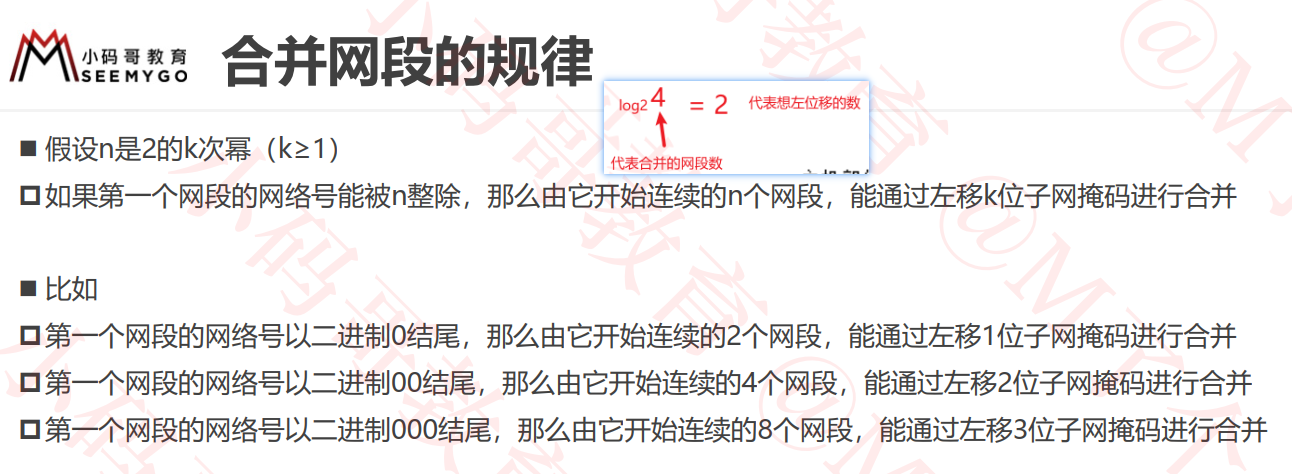 小码哥教育
SEEMYGO
合并网段的规律
log2 4 = 2 代表想左位移的数
代表合并的网段数
■ 假设n是2的k次幂（k≥1）
如果第一个网段的网络号能被n整除，那么由它开始连续的n个网段，能通过左移k位子网掩码进行合并
■ 比如
第一个网段的网络号以二进制0结尾，那么由它开始连续的2个网段，能通过左移1位子网掩码进行合并
第一个网段的网络号以二进制00结尾，那么由它开始连续的4个网段，能通过左移2位子网掩码进行合并
第一个网段的网络号以二进制000结尾，那么由它开始连续的8个网段，能通过左移3位子网掩码进行合并